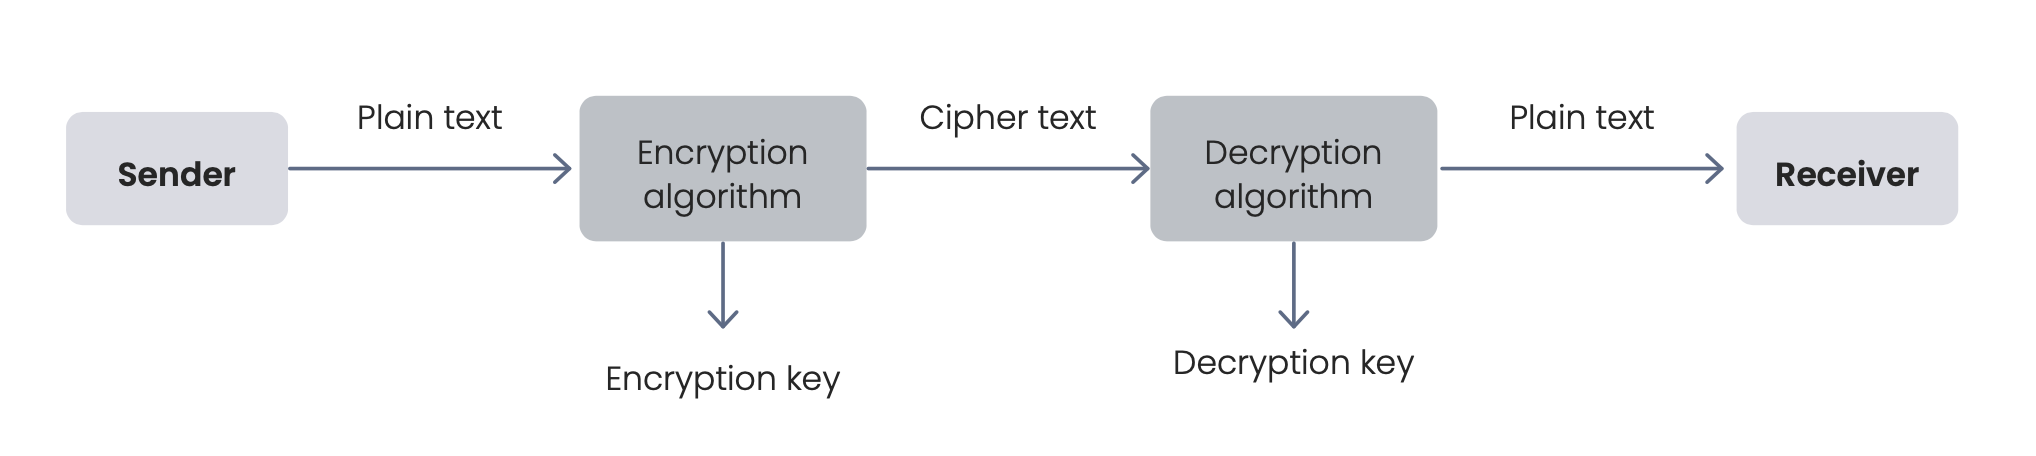 Sender
Plain text
Encryption
algorithm
Cipher text
Decryption
algorithm
Plain text
Receiver
Encryption key
Decryption key